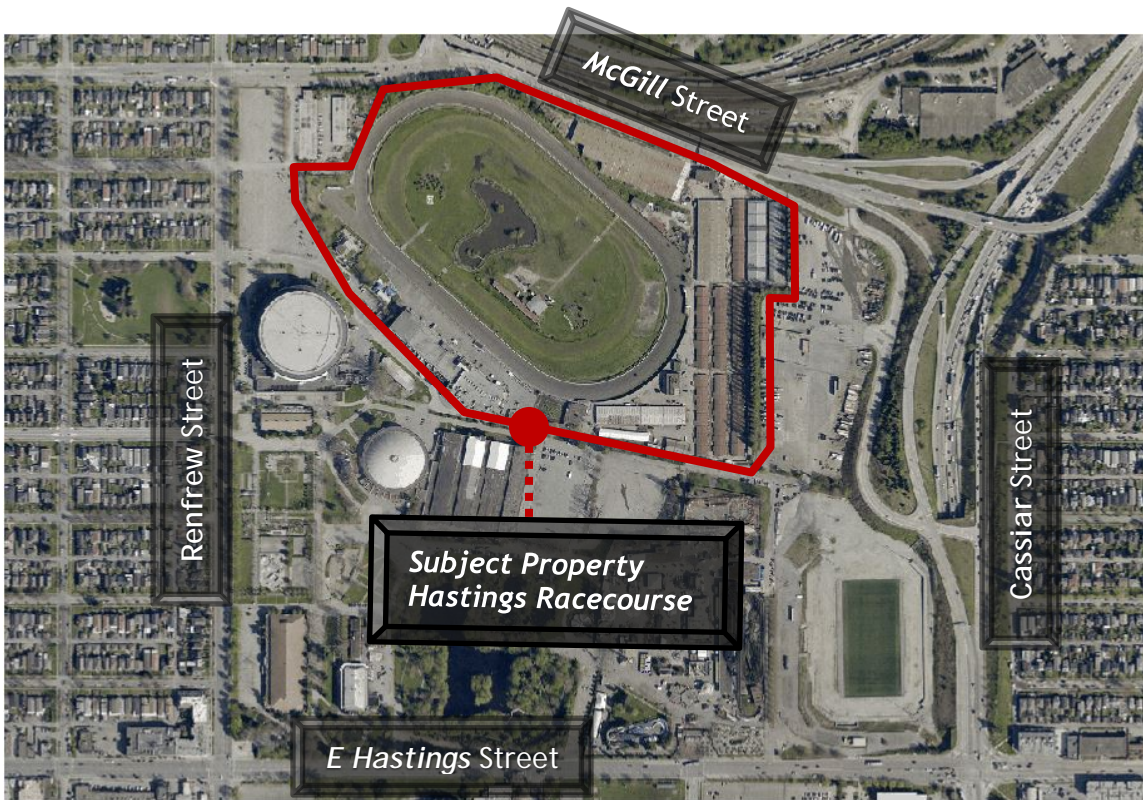 McGill Street
Renfrew Street
Cassiar Street
Subject Property
Hastings Racecourse
E Hastings Street